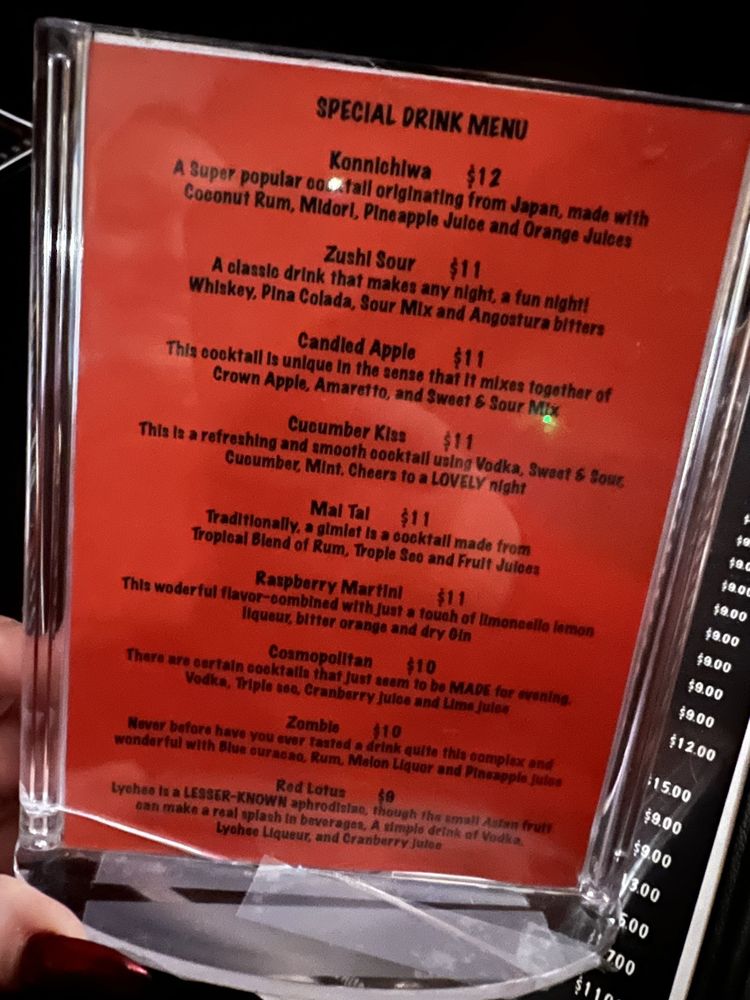 SPECIAL DRINK MENU
Konnichiwa $12
A Super popular cocktail originating from Japan, made with
Coconut Rum, Midori, Pineapple Juice and Orange Juices
Zushi Sour $11
A classic drink that makes any night, a fun night!
Whiskey, Pina Colada, Sour Mix and Angostura bitters
Candied Apple $11
This cocktail is unique in the sense that it mixes together of
Crown Apple, Amaretto, and Sweet & Sour Mix
Cucumber Kiss $11
This is a refreshing and smooth cocktail using Vodka, Sweet & Sour,
Cucumber, Mint. Cheers to a LOVELY night
Mai Tai $11
Traditionally, a gimlet is a cocktail made from
Tropical Blend of Rum, Trople Sec and Fruit Juices
Raspberry Martini $11
This woderful flavor-combined with just a touch of limoncello lemon
liqueur, bitter orange and dry Gin
Cosmopolitan $10
There are certain cocktails that just seem to be MADE for evening.
Vodka, Triple sec, Cranberry juice and Lime juice
Zombie $10
Never before have you ever tasted a drink quite this complex and
wonderful with Blue curacao, Rum, Melon Liquor and Pineapple juice
Red Lotus $9
Lychee is a LESSER-KNOWN aphrodisiac, though the small Asian fruit
can make a real splash in beverages, A simple drink of Vodka,
Lychee Liqueur, and Cranberry juice
$9.00
$9.00
$9.00
$9.00
$9.00
$9.00
$12.00
$9.00
$9.00